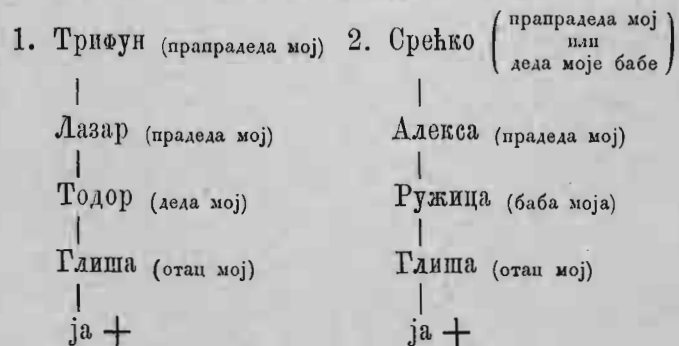 1. Трифун (прапрадеда мој) 2. Срећко (прапрадеда мој или деда моје бабе)
Лазар (прадеда мој) Алекса (прадеда мој)
Тодор (деда мој) Ружица (баба моја)
Глиша (отац мој) Глиша (отац мој)
ја + ја +